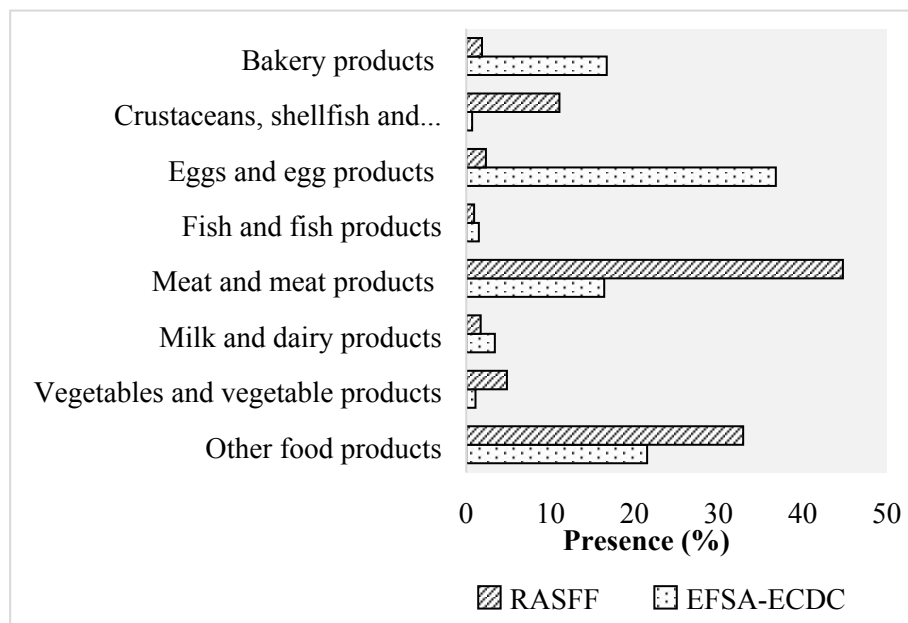 Bakery products
Crustaceans, shellfish and...
Eggs and egg products
Fish and fish products
Meat and meat products
Milk and dairy products
Vegetables and vegetable products
Other food products
0 10 20 30 40 50
Presence (%)
RASFF EFSA-ECDC